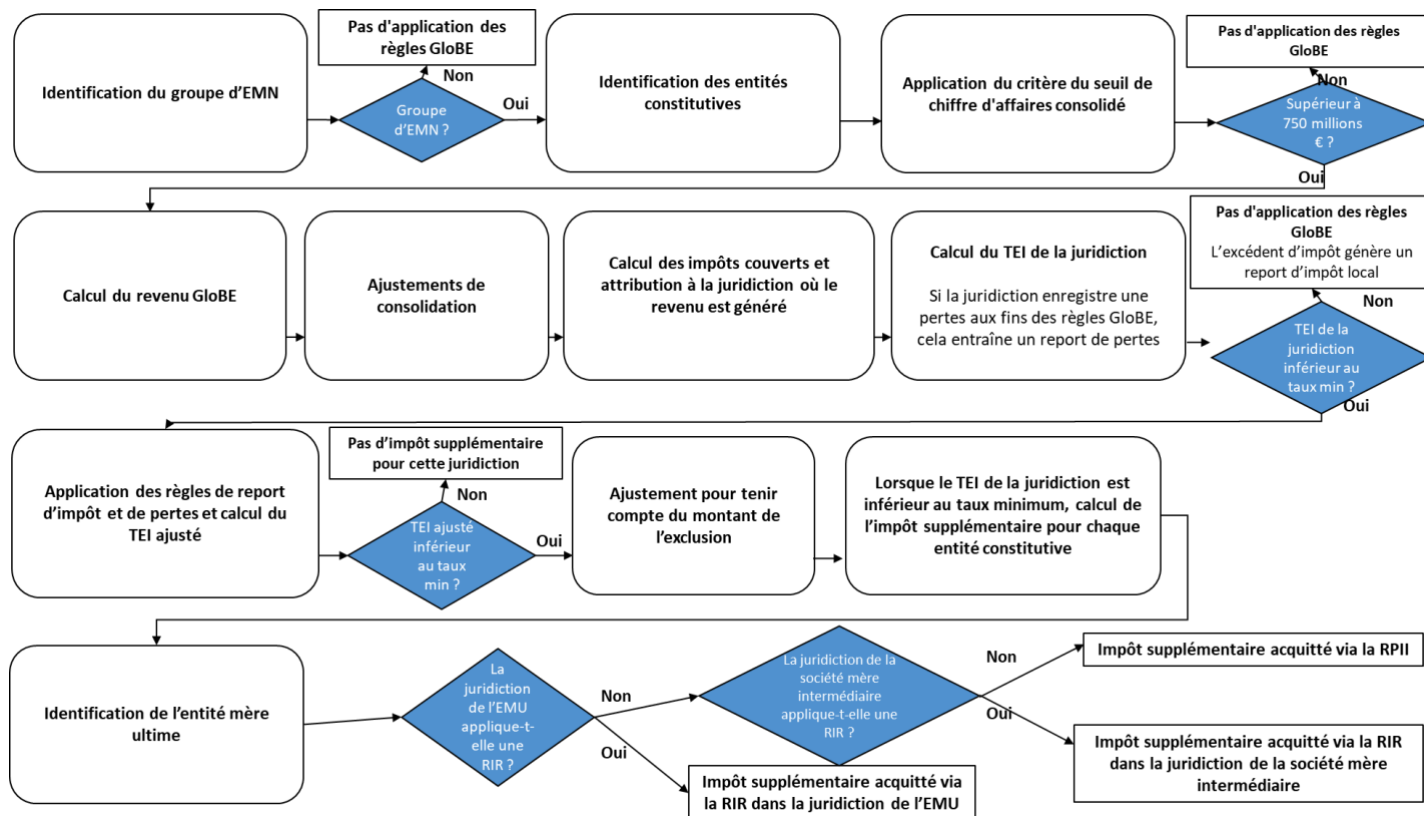 Identification du groupe d'EMN
Pas d'application des
règles GloBE
Non
Groupe
d'EMN ?
Oui
Identification des entités
constitutives
Application du critère du seuil de
chiffre d'affaires consolidé
Pas d'application des règles
GloBE
Non
Supérieur à
750 millions
€ ?
Oui
Calcul du revenu GloBE
Ajustements de
consolidation
Calcul des impôts couverts et
attribution à la juridiction où le
revenu est généré
Calcul du TEI de la juridiction
Si la juridiction enregistre une
pertes aux fins des règles GloBE,
cela entraîne un report de pertes
Pas d'application des règles
GloBE
L'excédent d'impôt génère un
report d'impôt local
Non
TEI de la
juridiction
inférieur au
taux min ?
Oui
Application des règles de report
d'impôt et de pertes et calcul du
TEI ajusté
Pas d'impôt supplémentaire
pour cette juridiction
Non
TEI ajusté
inférieur
au taux
min ?
Oui
Ajustement pour tenir
compte du montant de
l'exclusion
Lorsque le TEI de la juridiction est
inférieur au taux minimum, calcul de
l'impôt supplémentaire pour chaque
entité constitutive
Identification de l'entité mère
ultime
La
juridiction
de l'EMU
applique-t-
elle une
RIR ?
Non
Oui
Impôt supplémentaire acquitté via
la RIR dans la juridiction de l'EMU
La juridiction de la
société mère
intermédiaire
applique-t-elle une
RIR ?
Non
Impôt supplémentaire acquitté via la RPII
Oui
Impôt supplémentaire acquitté via la RIR
dans la juridiction de la société mère
intermédiaire